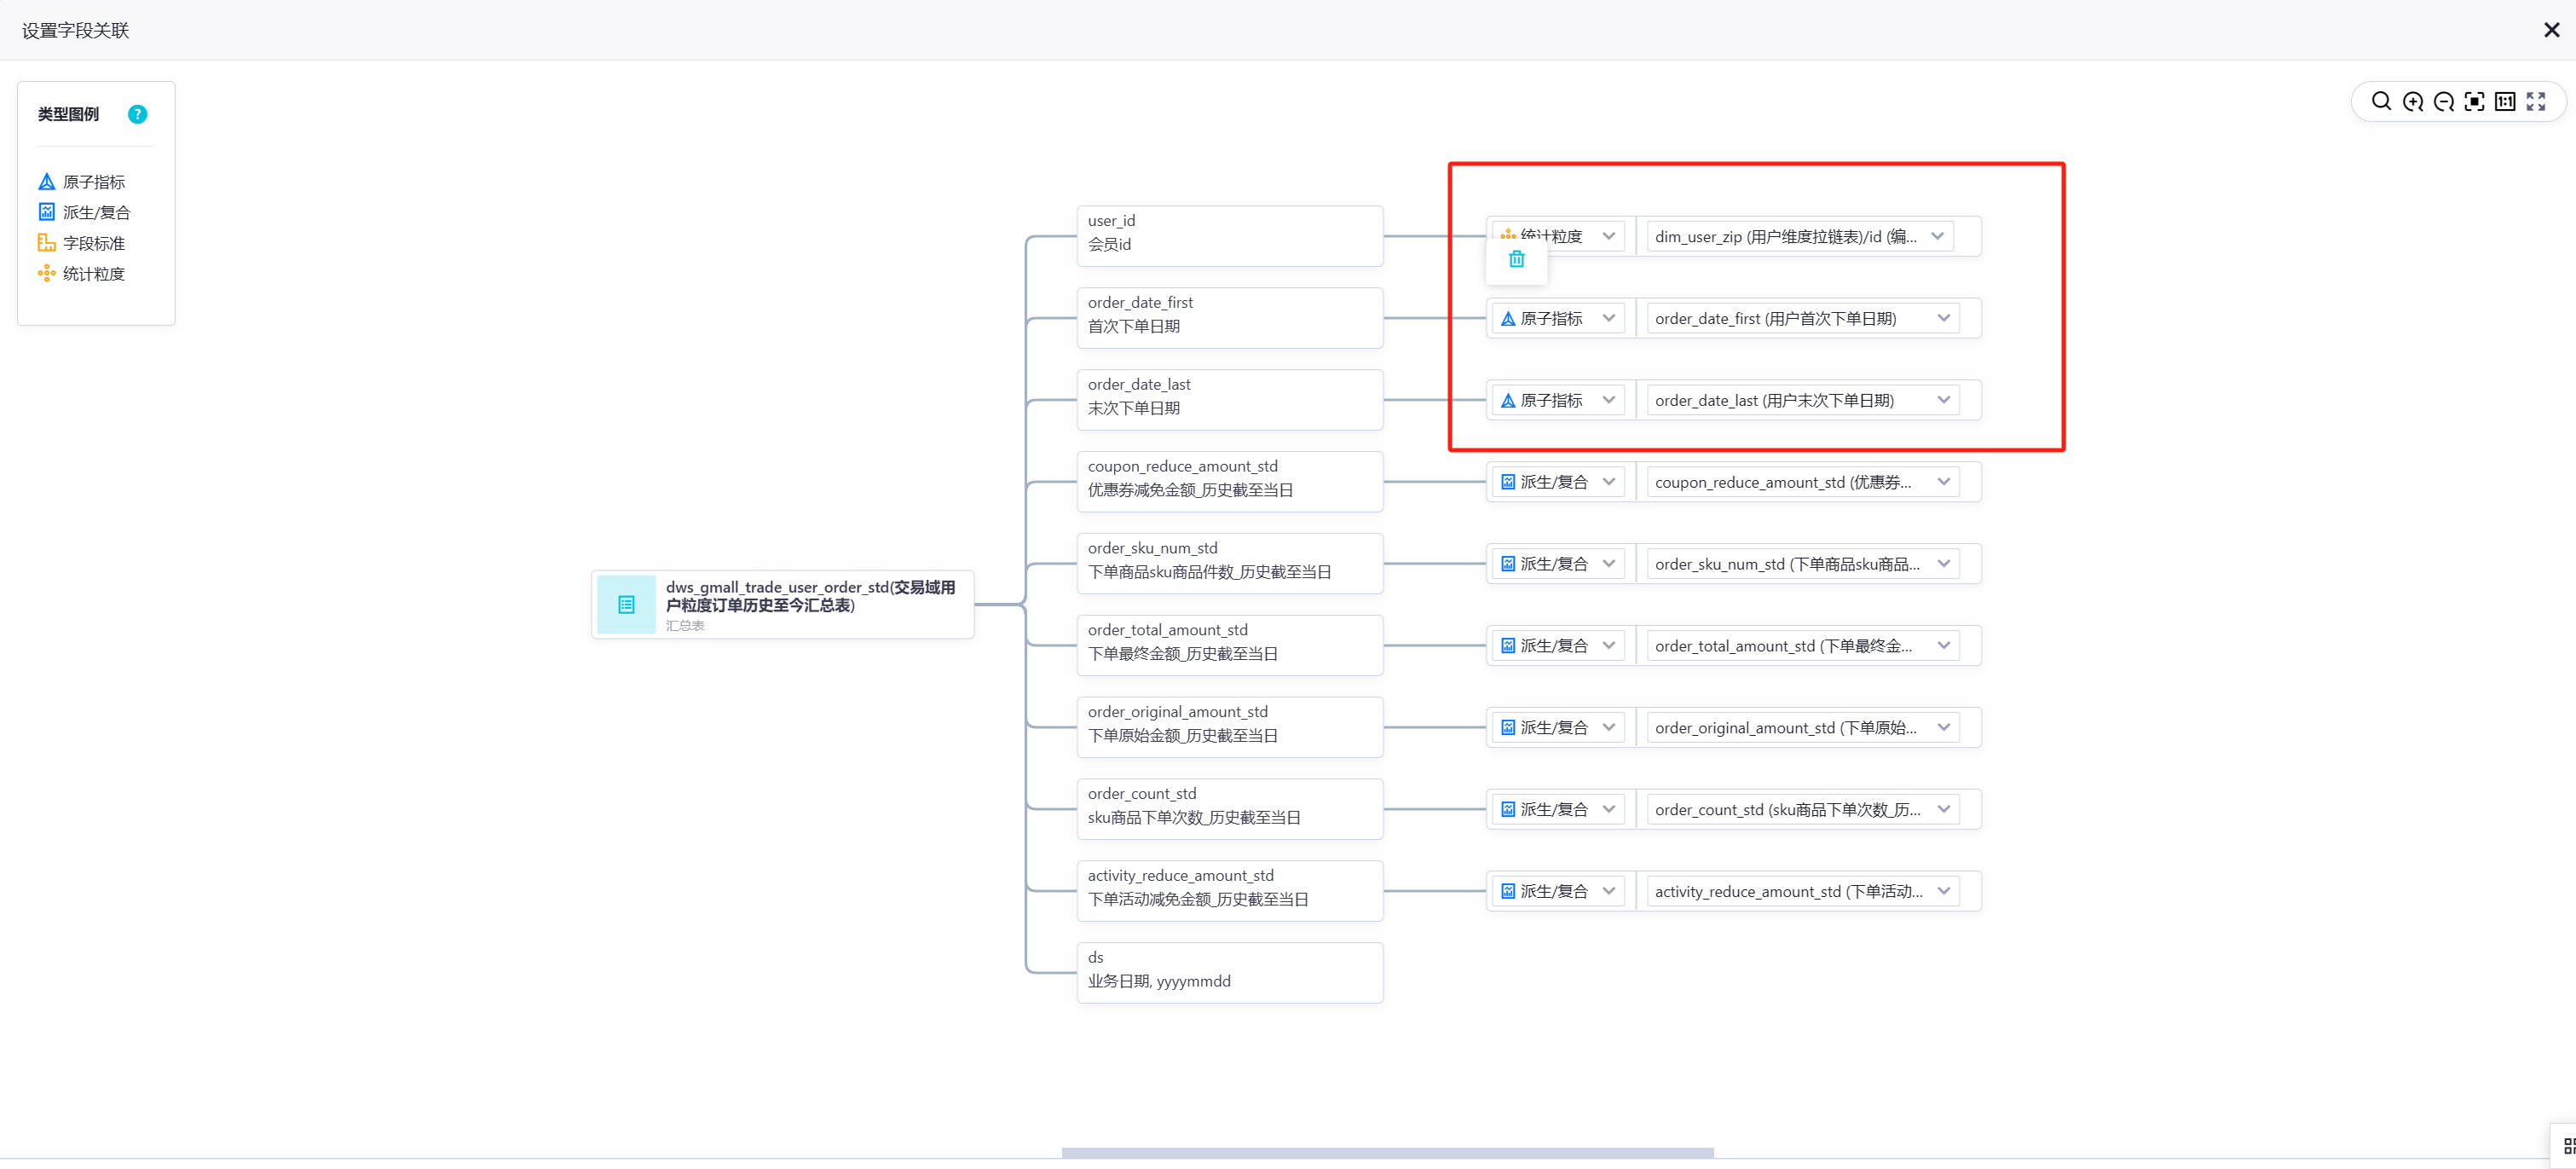 设置字段关联
类型图例
原子指标
派生/复合
字段标准
统计粒度
dws_gmall_trade_user_order_std(交易域用
户粒度订单历史至今汇总表)
汇总表
user_id
会员id
统计粒度
dim_user_zip (用户维度拉链表)/id (编...
order_date_first
首次下单日期
原子指标
order_date_first (用户首次下单日期)
order_date_last
末次下单日期
原子指标
order_date_last (用户末次下单日期)
coupon_reduce_amount_std
优惠券减免金额_历史截至当日
派生/复合
coupon_reduce_amount_std (优惠券...
order_sku_num_std
下单商品sku商品件数_历史截至当日
派生/复合
order_sku_num_std (下单商品sku商品...
order_total_amount_std
下单最终金额_历史截至当日
派生/复合
order_total_amount_std (下单最终金...
order_original_amount_std
下单原始金额_历史截至当日
派生/复合
order_original_amount_std (下单原始...
order_count_std
sku商品下单次数_历史截至当日
派生/复合
order_count_std (sku商品下单次数_历...
activity_reduce_amount_std
下单活动减免金额_历史截至当日
派生/复合
activity_reduce_amount_std (下单活动...
ds
业务日期, yyyymmdd